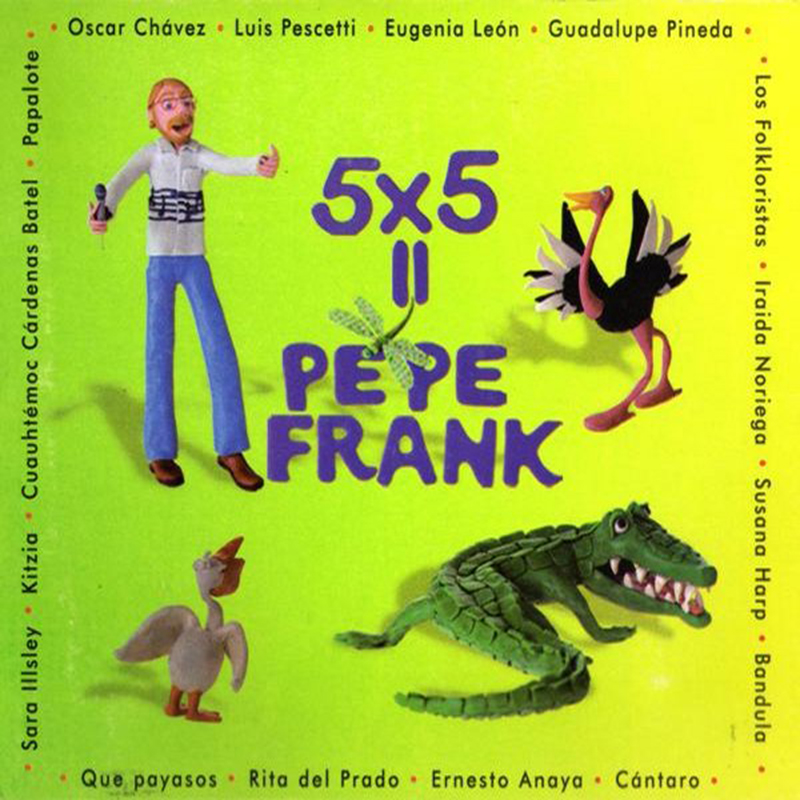 • Oscar Chávez • Luis Pescetti • Eugenia León • Guadalupe Pineda •
• Los Folkloristas • Iraida Noriega • Susana Harp • Bandula •
5x5
=
PEPE
FRANK
• Sara Illsley • Kitzia • Cuauhtémoc Cárdenas Batel • Papalote •
• Que payasos • Rita del Prado • Ernesto Anaya • Cántaro •